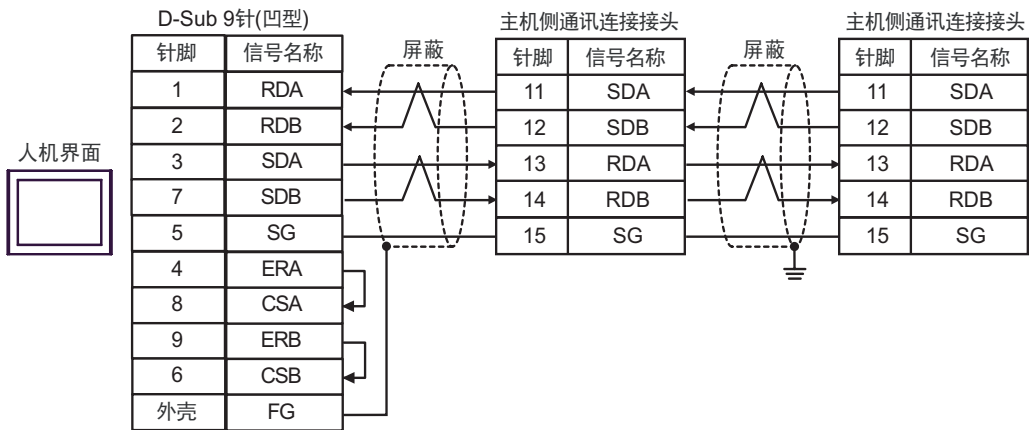 D-Sub 9针(凹型)
针脚 信号名称
1 RDA
2 RDB
3 SDA
7 SDB
5 SG
4 ERA
8 CSA
9 ERB
6 CSB
外壳 FG
人机界面
屏蔽
主机侧通讯连接接头
针脚 信号名称
11 SDA
12 SDB
13 RDA
14 RDB
15 SG
屏蔽
主机侧通讯连接接头
针脚 信号名称
11 SDA
12 SDB
13 RDA
14 RDB
15 SG